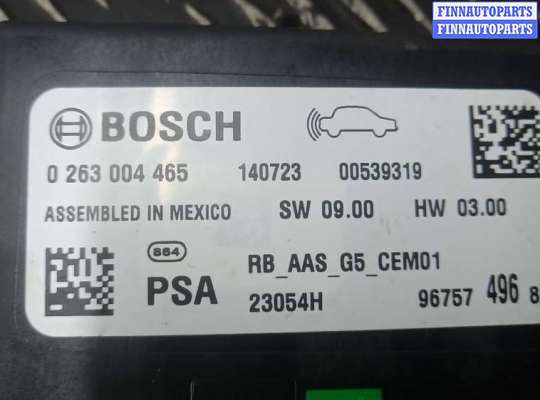 FINNAUTOPARTS
FINNAUTOPARTS
BOSCH
0 263 004 465 140723 00539319
ASSEMBLED IN MEXICO SW 09.00 HW 03.00
864
RB_AAS_G5_CEM01
PSA
23054H 96757 496 8